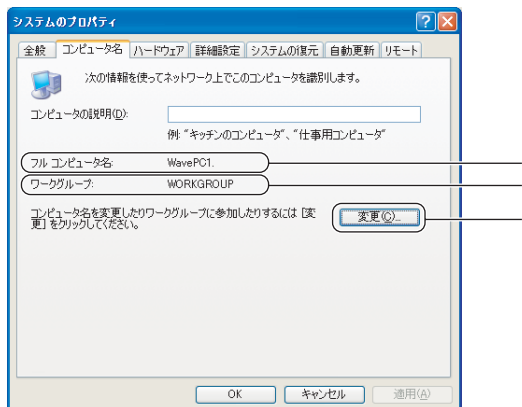 システムのプロパティ
全般 コンピュータ名 ハードウェア 詳細設定 システムの復元 自動更新 リモート
次の情報を使ってネットワーク上でこのコンピュータを識別します。
コンピュータの説明(D):
例: "キッチンのコンピュータ"、"仕事用コンピュータ"
フル コンピュータ名: WavePC1.
ワークグループ: WORKGROUP
コンピュータ名を変更したりワークグループに参加したりするには [変
更] をクリックしてください。
変更(C)...
OK キャンセル 適用(A)